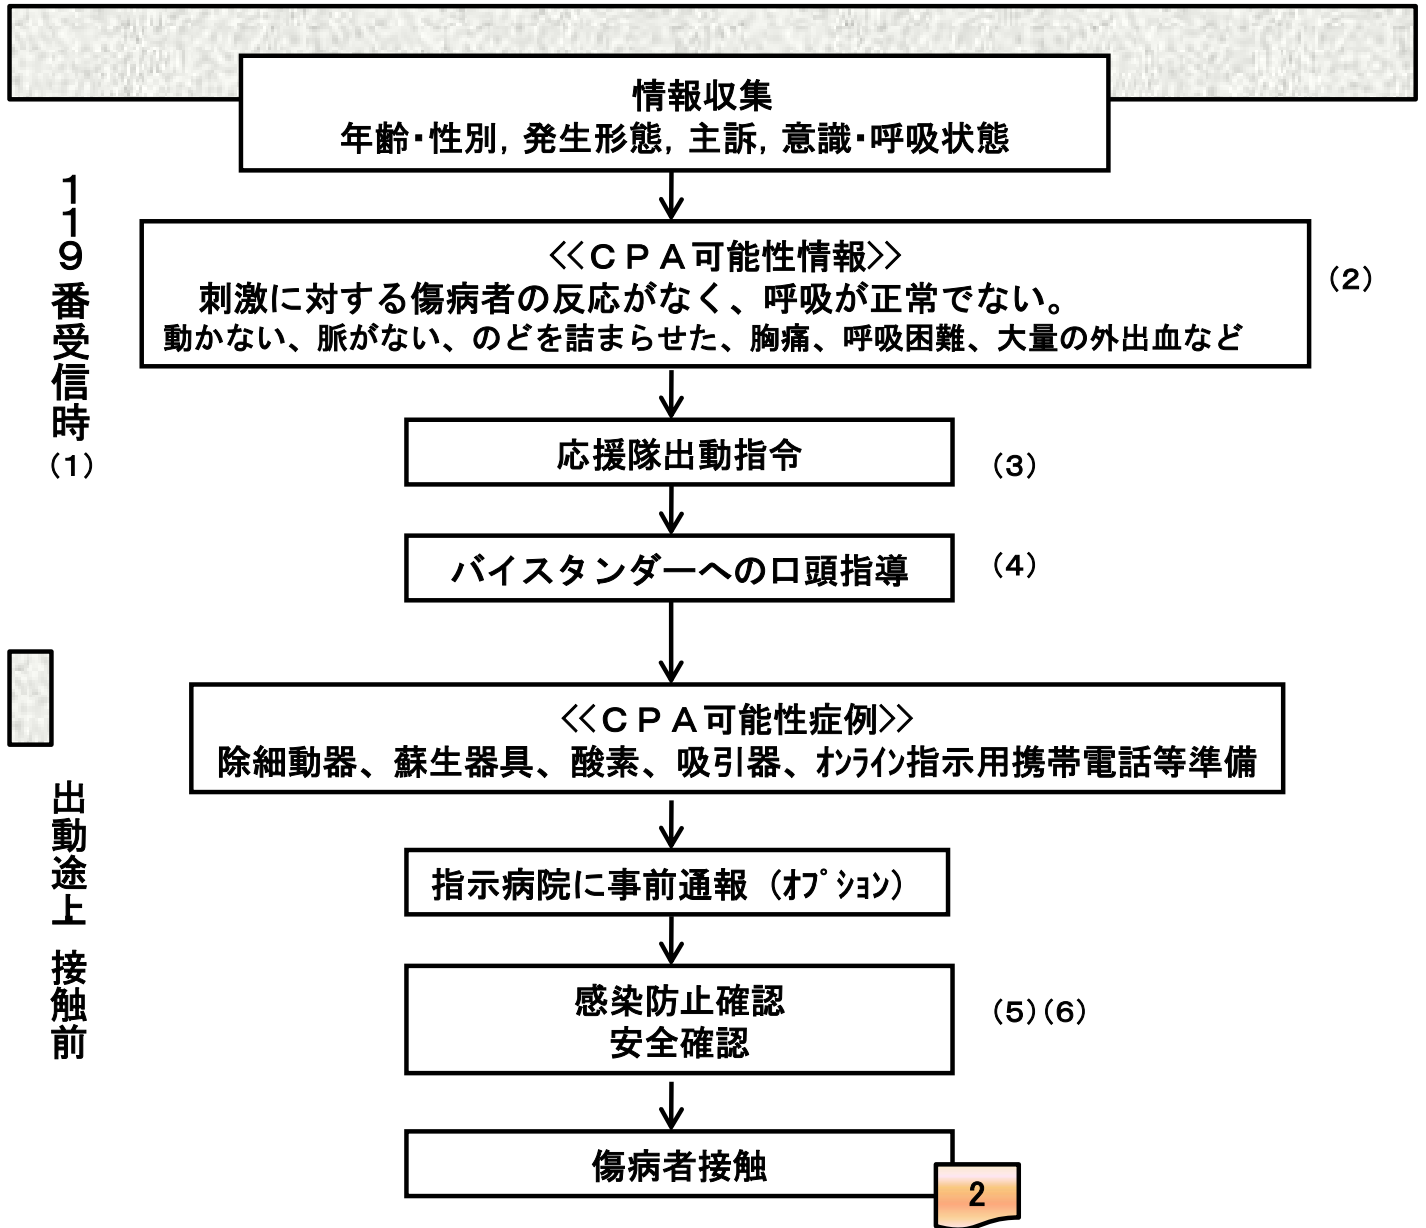 情報収集
年齢・性別，発生形態，主訴，意識・呼吸状態
119番受信時
(1)
<<ＣＰＡ可能性情報>>
刺激に対する傷病者の反応がなく、呼吸が正常でない。
動かない、脈がない、のどを詰まらせた、胸痛、呼吸困難、大量の外出血など
(2)
応援隊出動指令
(3)
バイスタンダーへの口頭指導
(4)
出動途上 接触前
<<ＣＰＡ可能性症例>>
除細動器、蘇生器具、酸素、吸引器、ｵﾝﾗｲﾝ指示用携帯電話等準備
指示病院に事前通報（ｵﾌﾟｼｮﾝ）
感染防止確認
安全確認
(5)(6)
傷病者接触
2